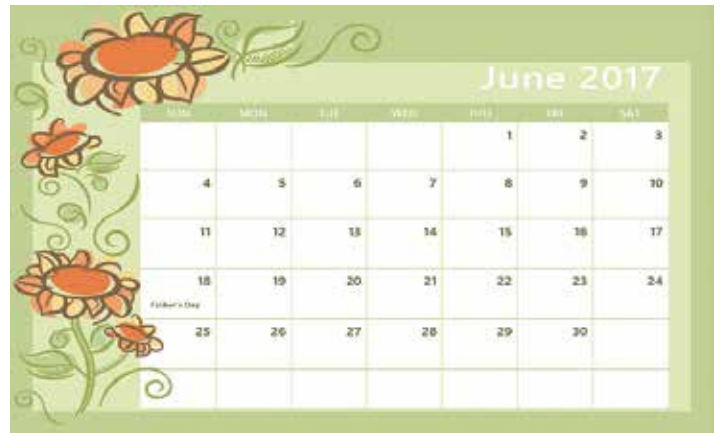 June 2017
SUN MON TUE WED THU FRI SAT
1 2 3
4 5 6 7 8 9 10
11 12 13 14 15 16 17
18 19 20 21 22 23 24
Father's Day
25 26 27 28 29 30